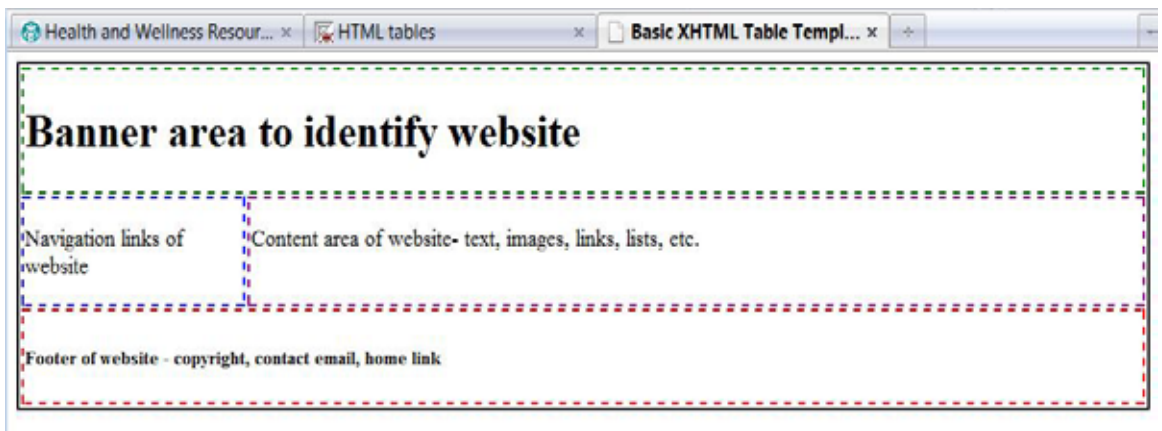 Health and Wellness Resour... × HTML tables × Basic XHTML Table Templ... ×
Banner area to identify website
Navigation links of
website
Content area of website- text, images, links, lists, etc.
Footer of website - copyright, contact email, home link